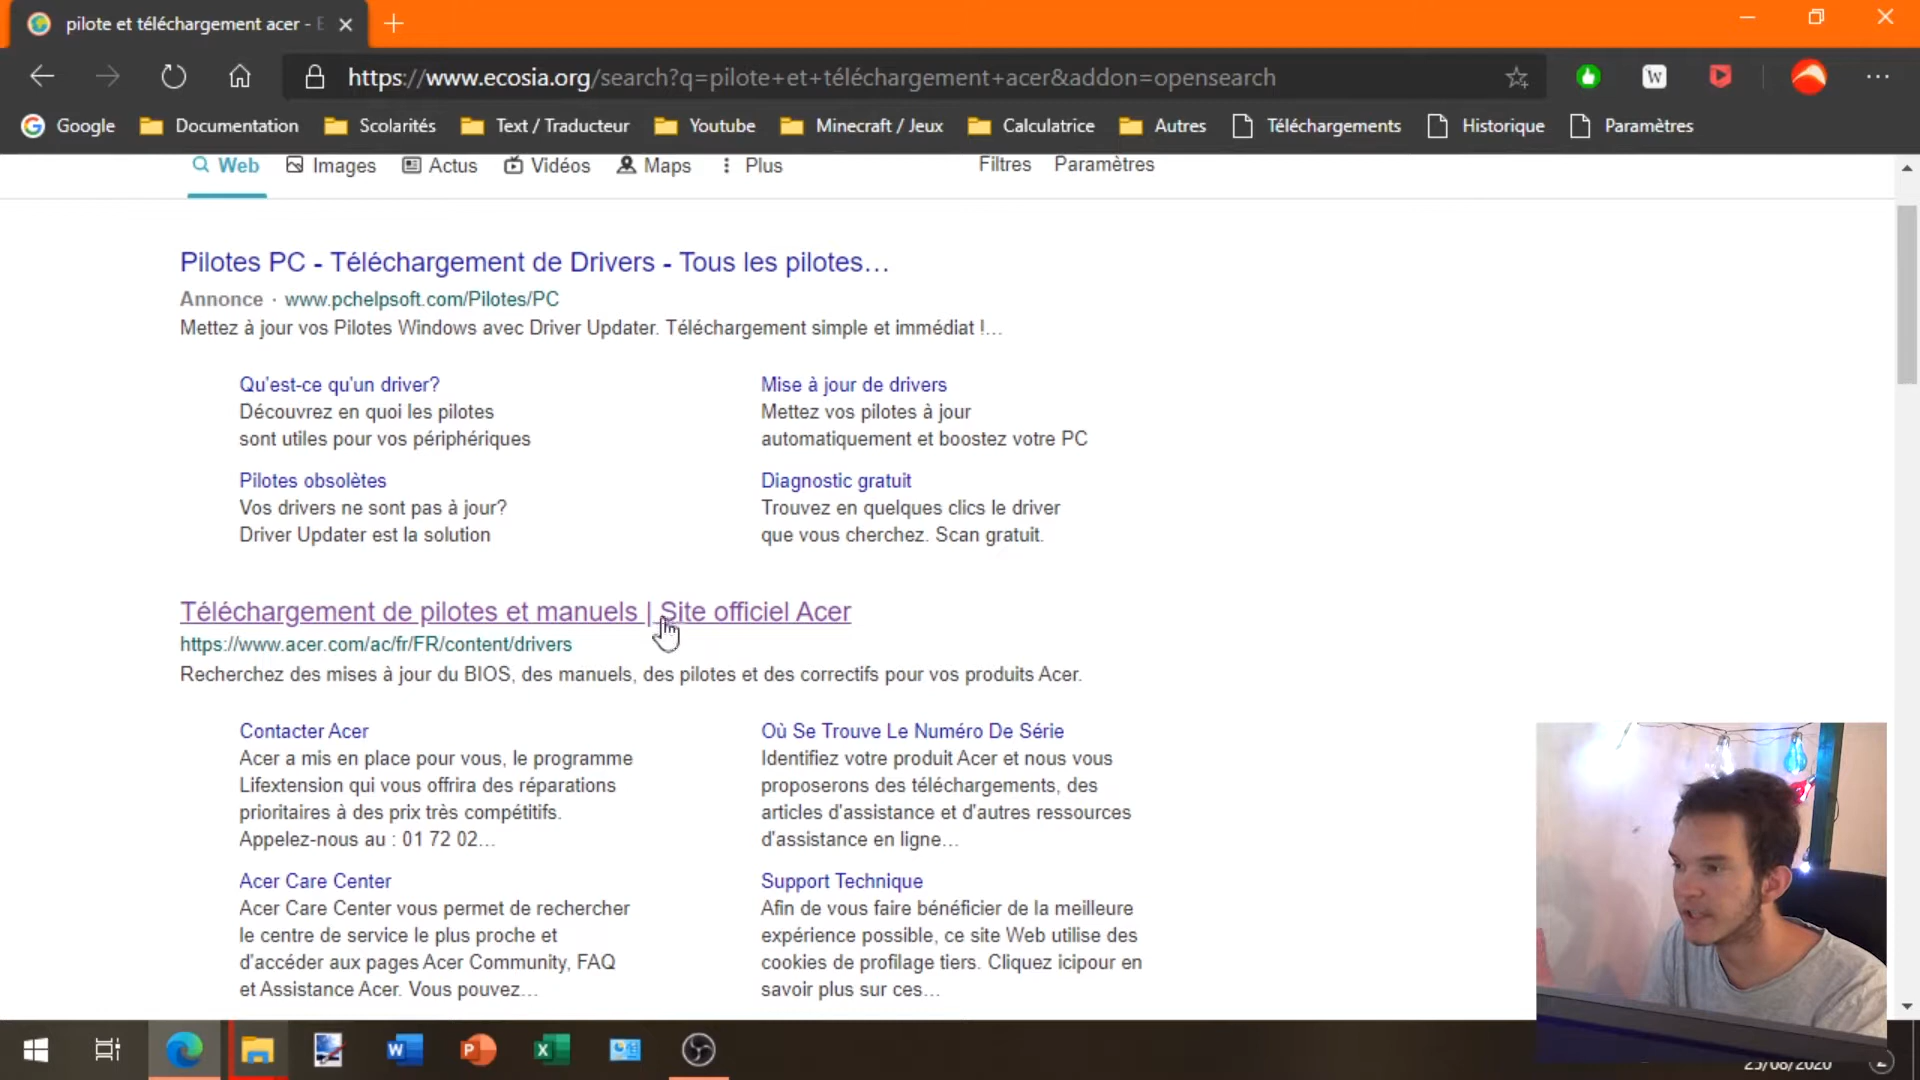 pilote et téléchargement acer - E
https://www.ecosia.org/search?q=pilote+et+téléchargement+acer&addon=opensearch
W
Google Documentation Scolarités Text / Traducteur Youtube Minecraft / Jeux Calculatrice Autres Téléchargements Historique Paramètres
Web Images Actus Vidéos Maps Plus Filtres Paramètres
Pilotes PC - Téléchargement de Drivers - Tous les pilotes…
Annonce · www.pchelpsoft.com/Pilotes/PC
Mettez à jour vos Pilotes Windows avec Driver Updater. Téléchargement simple et immédiat !…
Qu'est-ce qu'un driver?
Découvrez en quoi les pilotes
sont utiles pour vos périphériques
Mise à jour de drivers
Mettez vos pilotes à jour
automatiquement et boostez votre PC
Pilotes obsolètes
Vos drivers ne sont pas à jour?
Driver Updater est la solution
Diagnostic gratuit
Trouvez en quelques clics le driver
que vous cherchez. Scan gratuit.
Téléchargement de pilotes et manuels | Site officiel Acer
https://www.acer.com/ac/fr/FR/content/drivers
Recherchez des mises à jour du BIOS, des manuels, des pilotes et des correctifs pour vos produits Acer.
Contacter Acer
Acer a mis en place pour vous, le programme
Lifextension qui vous offrira des réparations
prioritaires à des prix très compétitifs.
Appelez-nous au : 01 72 02…
Où Se Trouve Le Numéro De Série
Identifiez votre produit Acer et nous vous
proposerons des téléchargements, des
articles d'assistance et d'autres ressources
d'assistance en ligne…
Acer Care Center
Acer Care Center vous permet de rechercher
le centre de service le plus proche et
d'accéder aux pages Acer Community, FAQ
et Assistance Acer. Vous pouvez…
Support Technique
Afin de vous faire bénéficier de la meilleure
expérience possible, ce site Web utilise des
cookies de profilage tiers. Cliquez icipour en
savoir plus sur ces…
W P X
25/08/2020 2